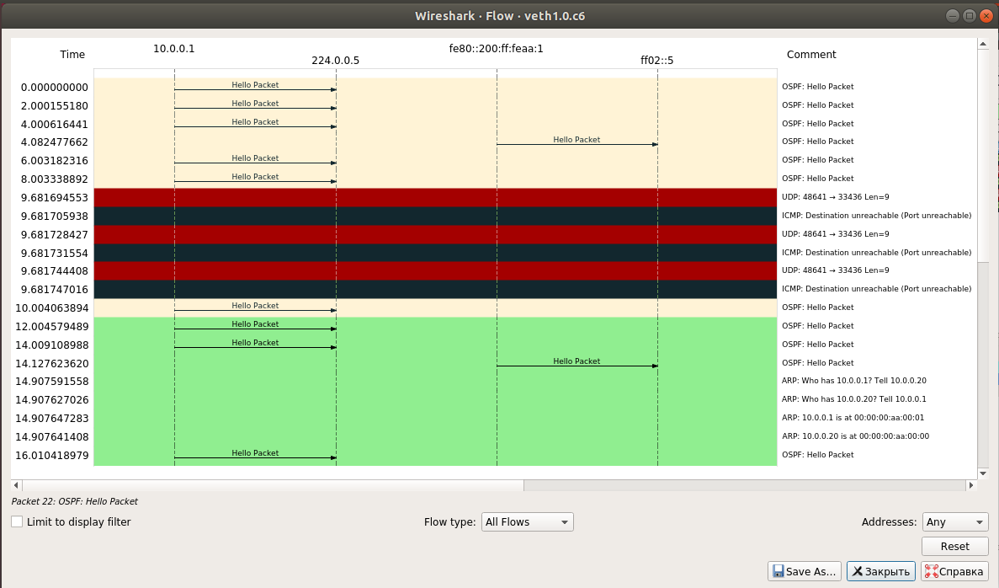 Wireshark · Flow · veth1.0.c6
Time 10.0.0.1 224.0.0.5 fe80::200:ff:feaa:1 ff02::5 Comment
0.000000000 Hello Packet OSPF: Hello Packet
2.000155180 Hello Packet OSPF: Hello Packet
4.000616441 Hello Packet OSPF: Hello Packet
4.082477662 Hello Packet OSPF: Hello Packet
6.003182316 Hello Packet OSPF: Hello Packet
8.003338892 Hello Packet OSPF: Hello Packet
9.681694553 UDP: 48641 → 33436 Len=9
9.681705938 ICMP: Destination unreachable (Port unreachable)
9.681728427 UDP: 48641 → 33436 Len=9
9.681731554 ICMP: Destination unreachable (Port unreachable)
9.681744408 UDP: 48641 → 33436 Len=9
9.681747016 ICMP: Destination unreachable (Port unreachable)
10.004063894 Hello Packet OSPF: Hello Packet
12.004579489 Hello Packet OSPF: Hello Packet
14.009108988 Hello Packet OSPF: Hello Packet
14.127623620 Hello Packet OSPF: Hello Packet
14.907591558 ARP: Who has 10.0.0.1? Tell 10.0.0.20
14.907627026 ARP: Who has 10.0.0.20? Tell 10.0.0.1
14.907647283 ARP: 10.0.0.1 is at 00:00:00:aa:00:01
14.907641408 ARP: 10.0.0.20 is at 00:00:00:aa:00:00
16.010418979 Hello Packet OSPF: Hello Packet
Packet 22: OSPF: Hello Packet
Limit to display filter Flow type: All Flows Addresses: Any
Reset
Save As... Закрыть Справка